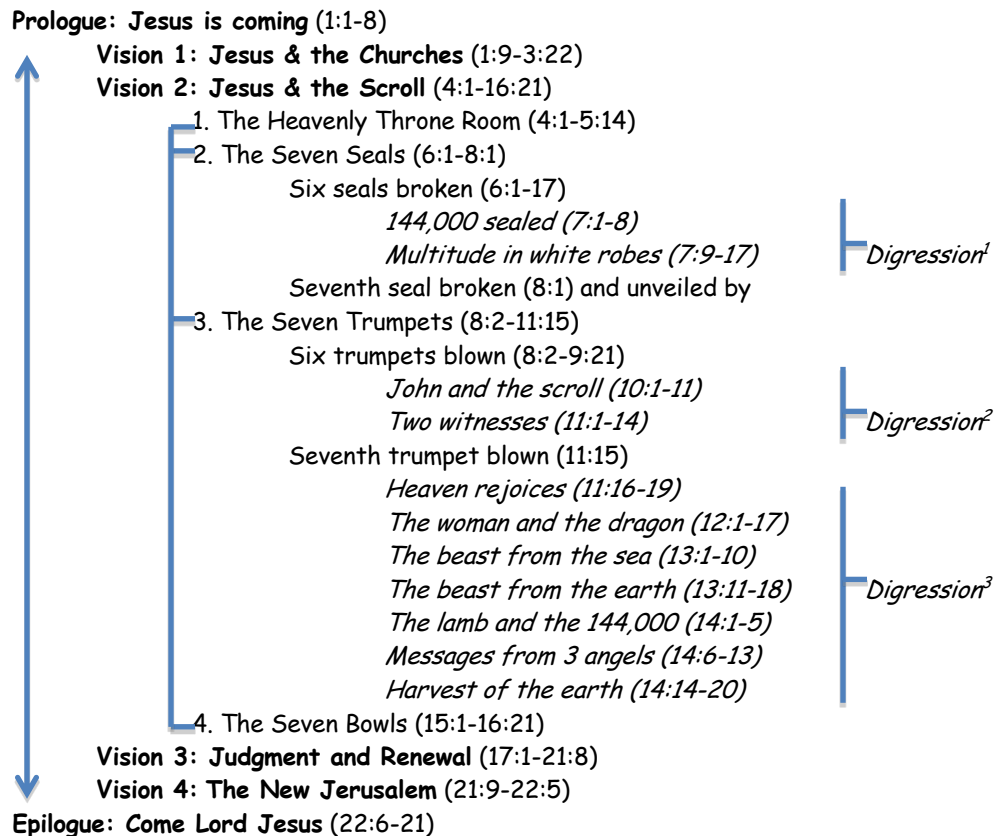 Prologue: Jesus is coming (1:1-8)
Vision 1: Jesus & the Churches (1:9-3:22)
Vision 2: Jesus & the Scroll (4:1-16:21)
1. The Heavenly Throne Room (4:1-5:14)
2. The Seven Seals (6:1-8:1)
Six seals broken (6:1-17)
144,000 sealed (7:1-8)
Multitude in white robes (7:9-17)
Digression1
Seventh seal broken (8:1) and unveiled by
3. The Seven Trumpets (8:2-11:15)
Six trumpets blown (8:2-9:21)
John and the scroll (10:1-11)
Two witnesses (11:1-14)
Digression2
Seventh trumpet blown (11:15)
Heaven rejoices (11:16-19)
The woman and the dragon (12:1-17)
The beast from the sea (13:1-10)
The beast from the earth (13:11-18)
Digression3
The lamb and the 144,000 (14:1-5)
Messages from 3 angels (14:6-13)
Harvest of the earth (14:14-20)
4. The Seven Bowls (15:1-16:21)
Vision 3: Judgment and Renewal (17:1-21:8)
Vision 4: The New Jerusalem (21:9-22:5)
Epilogue: Come Lord Jesus (22:6-21)